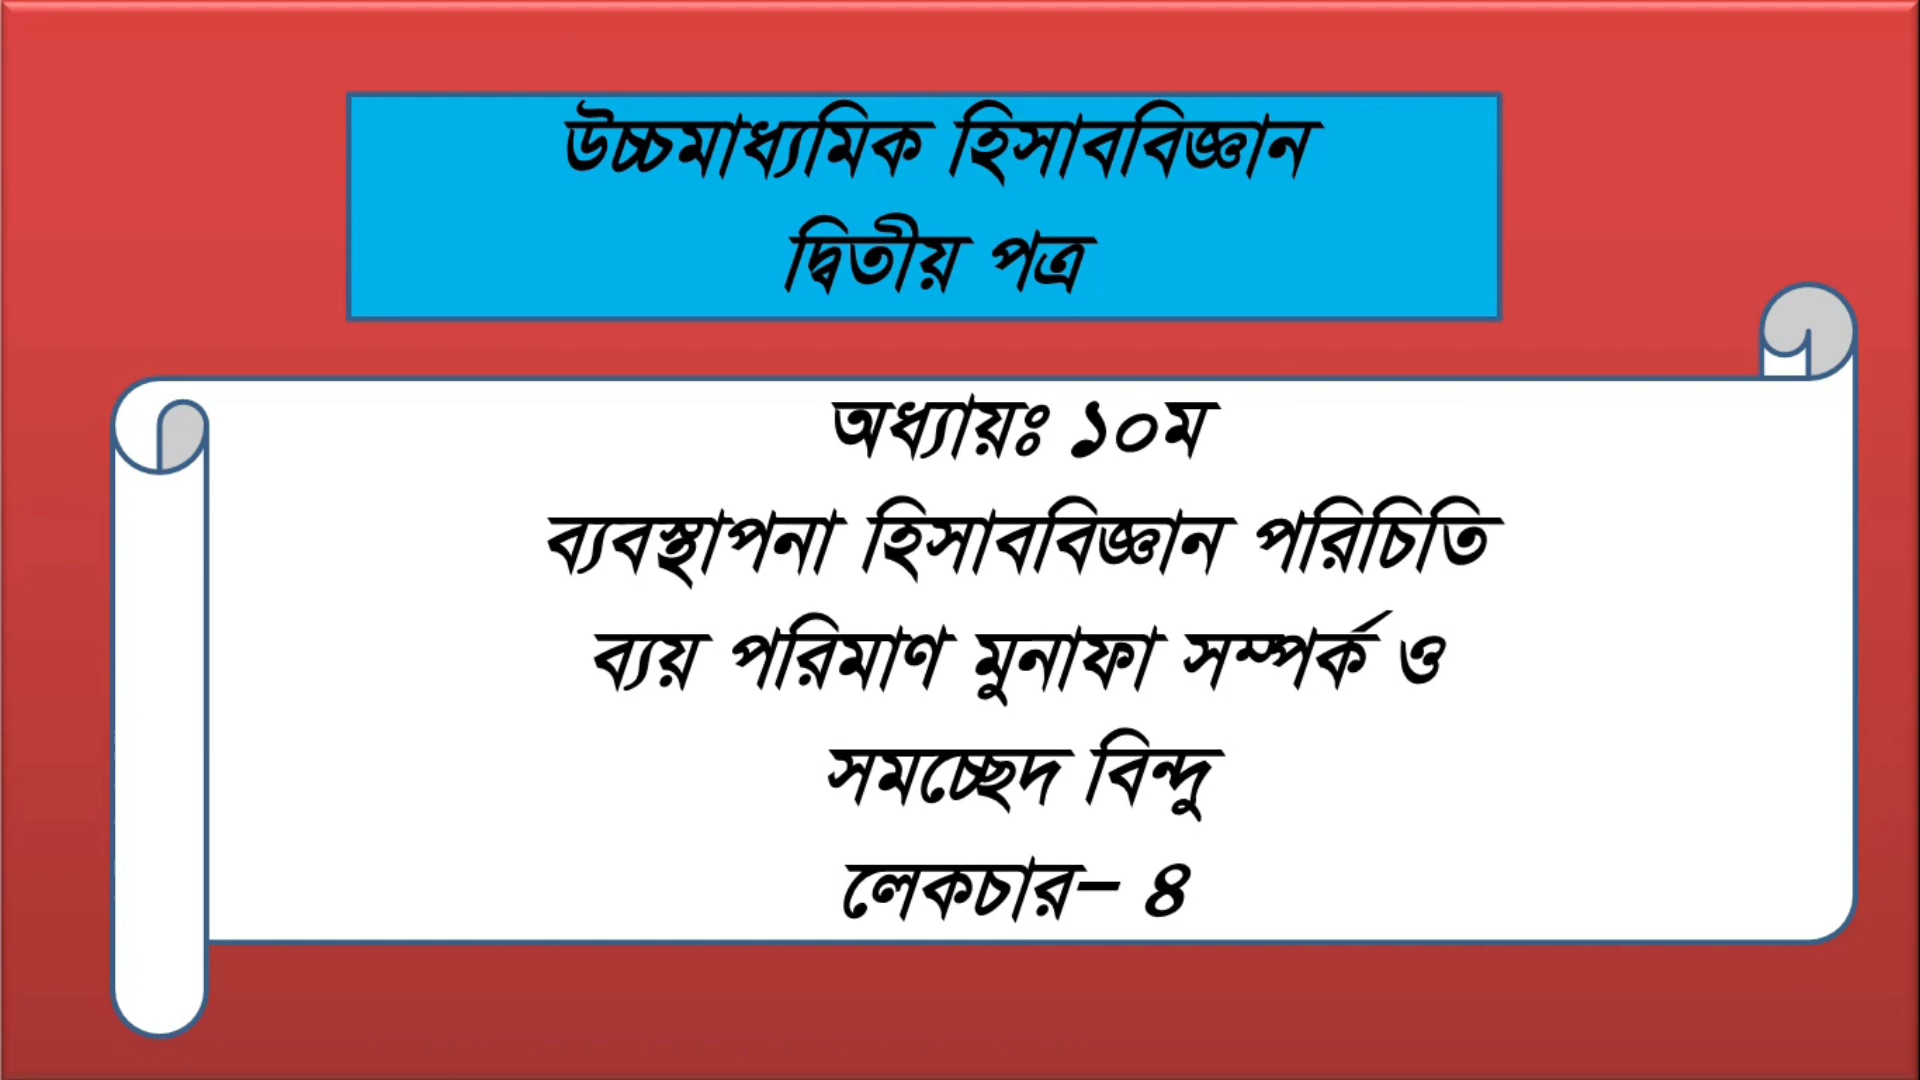 উচ্চমাধ্যমিক হিসাববিজ্ঞান
দ্বিতীয় পত্র
অধ্যায়ঃ ১০ম
ব্যবস্থাপনা হিসাববিজ্ঞান পরিচিতি
ব্যয় পরিমাণ মুনাফা সম্পর্ক ও
সমচ্ছেদ বিন্দু
লেকচার- ৪